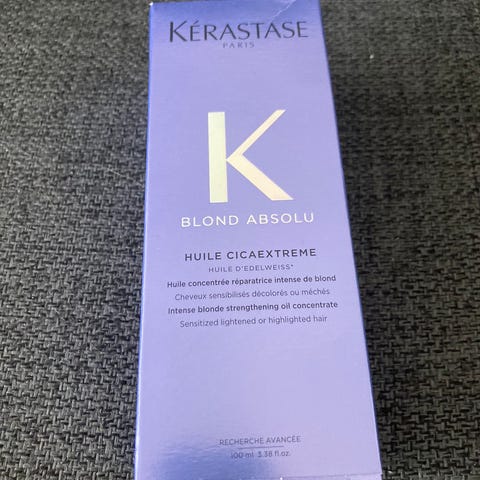 KÉRASTASE
PARIS
K
BLOND ABSOLU
HUILE CICAEXTREME
HUILE D'EDELWEISS*
Huile concentrée réparatrice intense de blond
Cheveux sensibilisés décolorés ou méchés
Intense blonde strengthening oil concentrate
Sensitized lightened or highlighted hair
RECHERCHE AVANCÉE
100 ml 3.38 fl.oz.